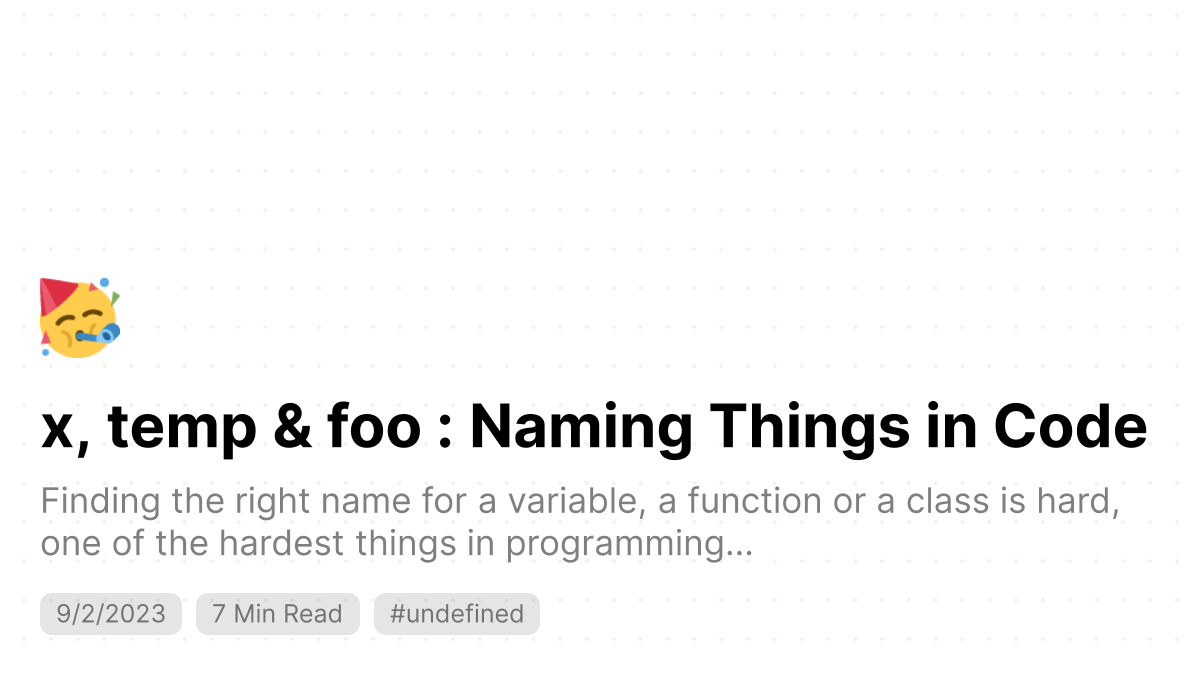 x, temp & foo : Naming Things in Code
Finding the right name for a variable, a function or a class is hard,
one of the hardest things in programming...
9/2/2023 7 Min Read #undefined